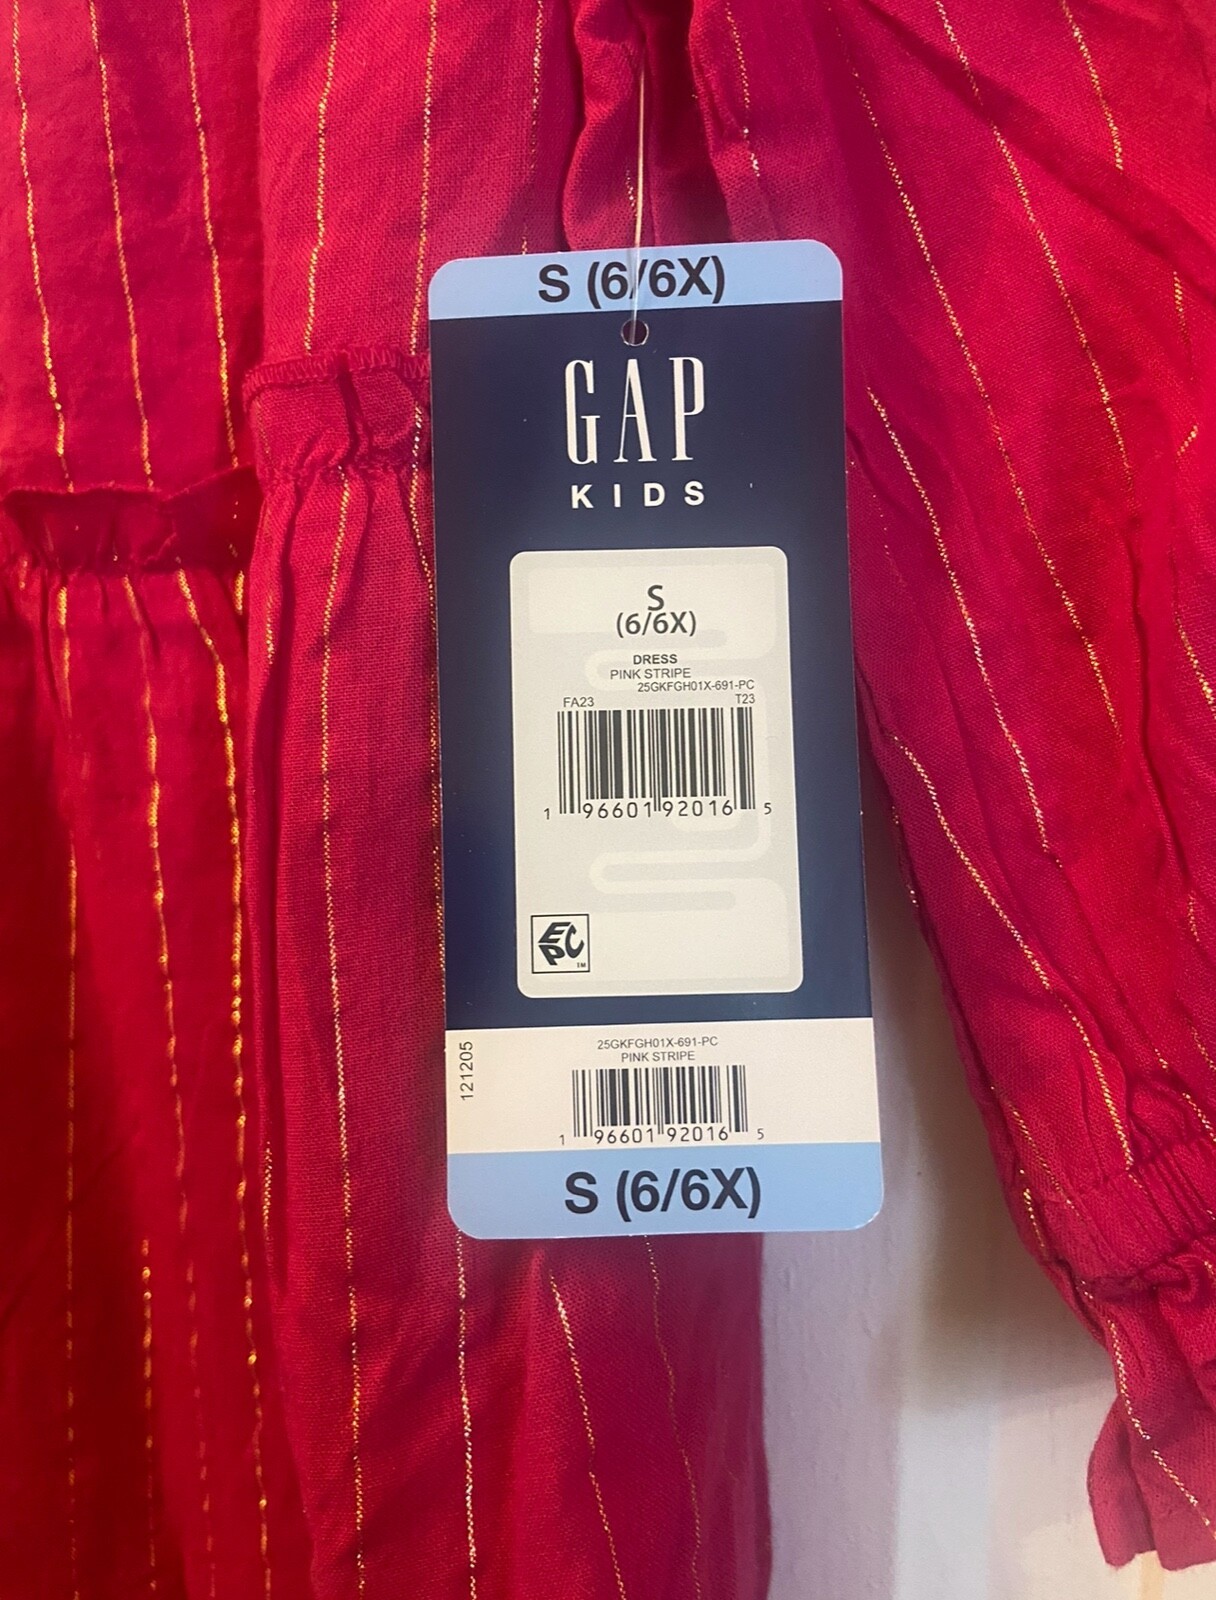 S (6/6X)
GAP
KIDS
S
(6/6X)
DRESS
PINK STRIPE
25GKFGH01X-691-PC
FA23 T23
1 96601 92016 5
EPC TM
121205
25GKFGH01X-691-PC
PINK STRIPE
1 96601 92016 5
S (6/6X)